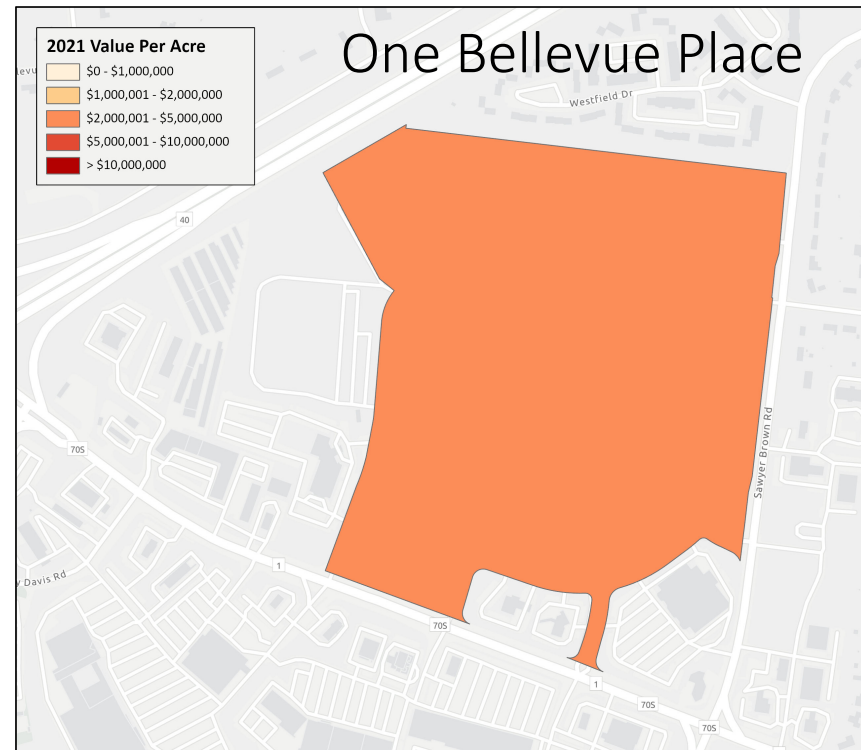 One Bellevue Place
2021 Value Per Acre
$0 - $1,000,000
$1,000,001 - $2,000,000
$2,000,001 - $5,000,000
$5,000,001 - $10,000,000
> $10,000,000
Westfield Dr
40
Sawyer Brown Rd
70S
1
Davis Rd
70S
1
70S
70S